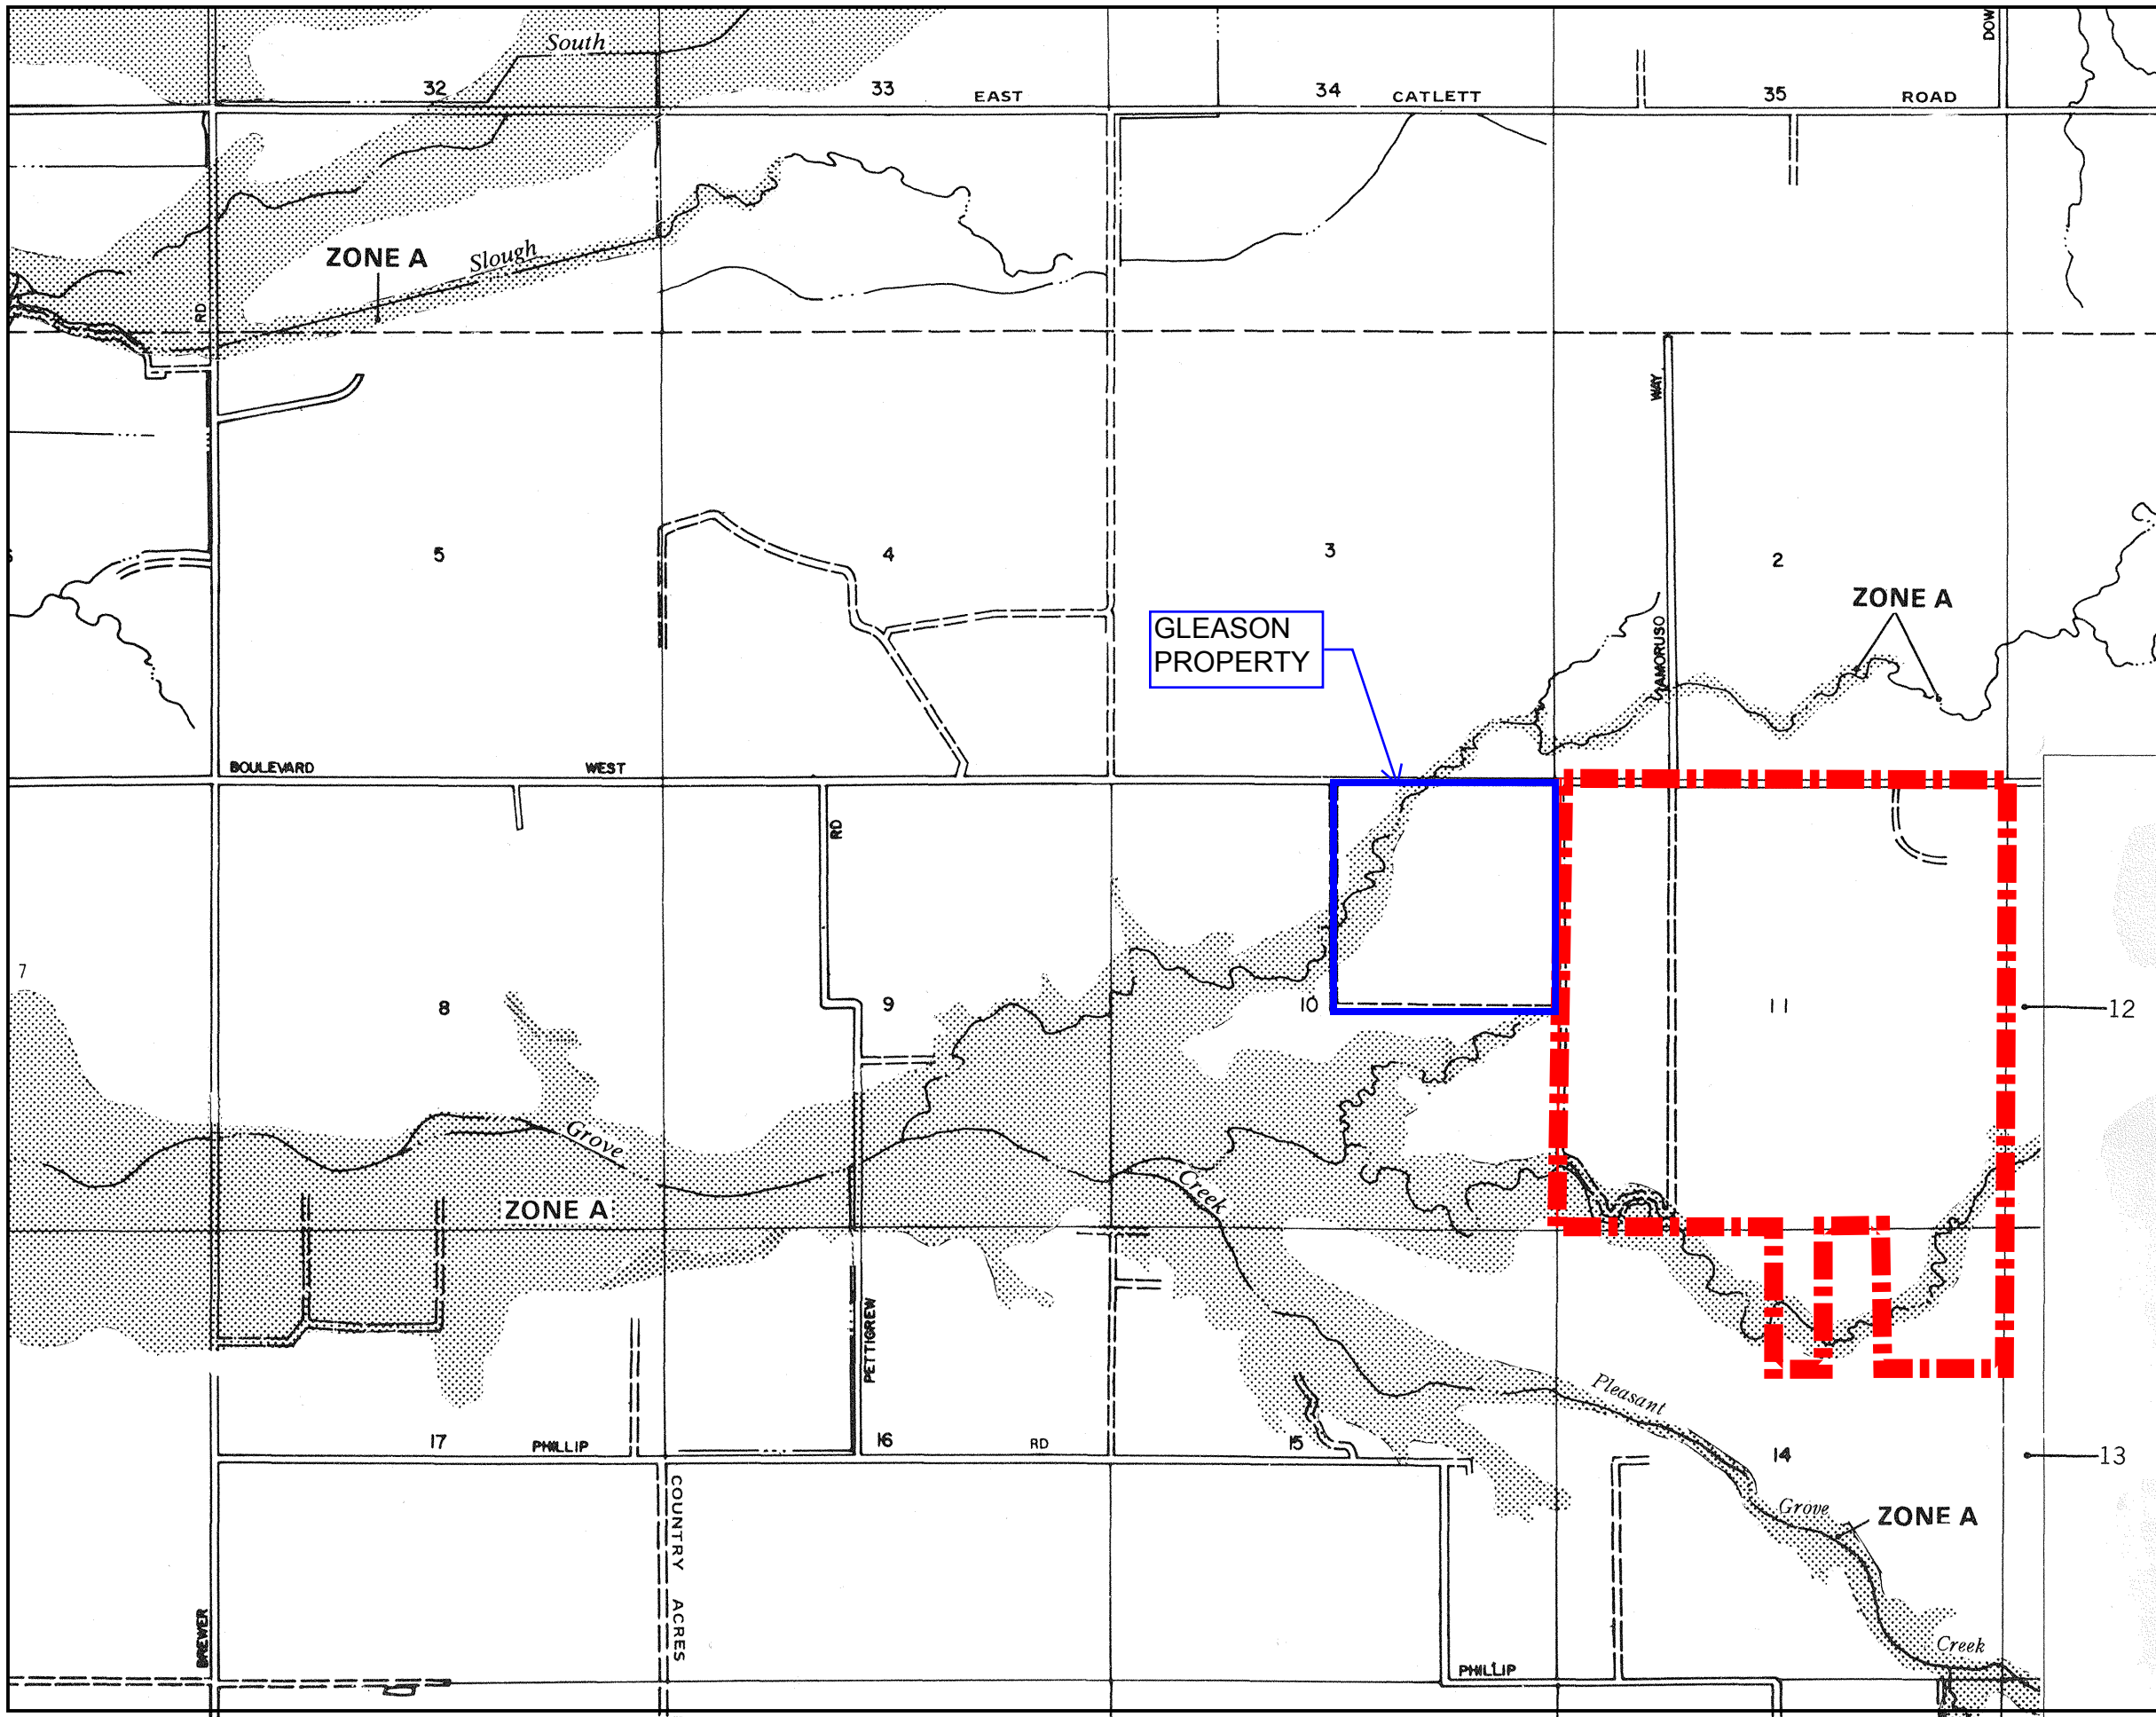 DOW
South
32
33
EAST
34
CATLETT
35
ROAD
ZONE A
Slough
RD
WAY
5
4
3
2
ZONE A
GLEASON
PROPERTY
AMORUSO
BOULEVARD
WEST
RD
7
8
9
10
11
12
Grove
ZONE A
Creek
PETTIGREW
Pleasant
17
PHILLIP
16
RD
15
14
13
COUNTRY ACRES
Grove
ZONE A
BREWER
Creek
PHILLIP